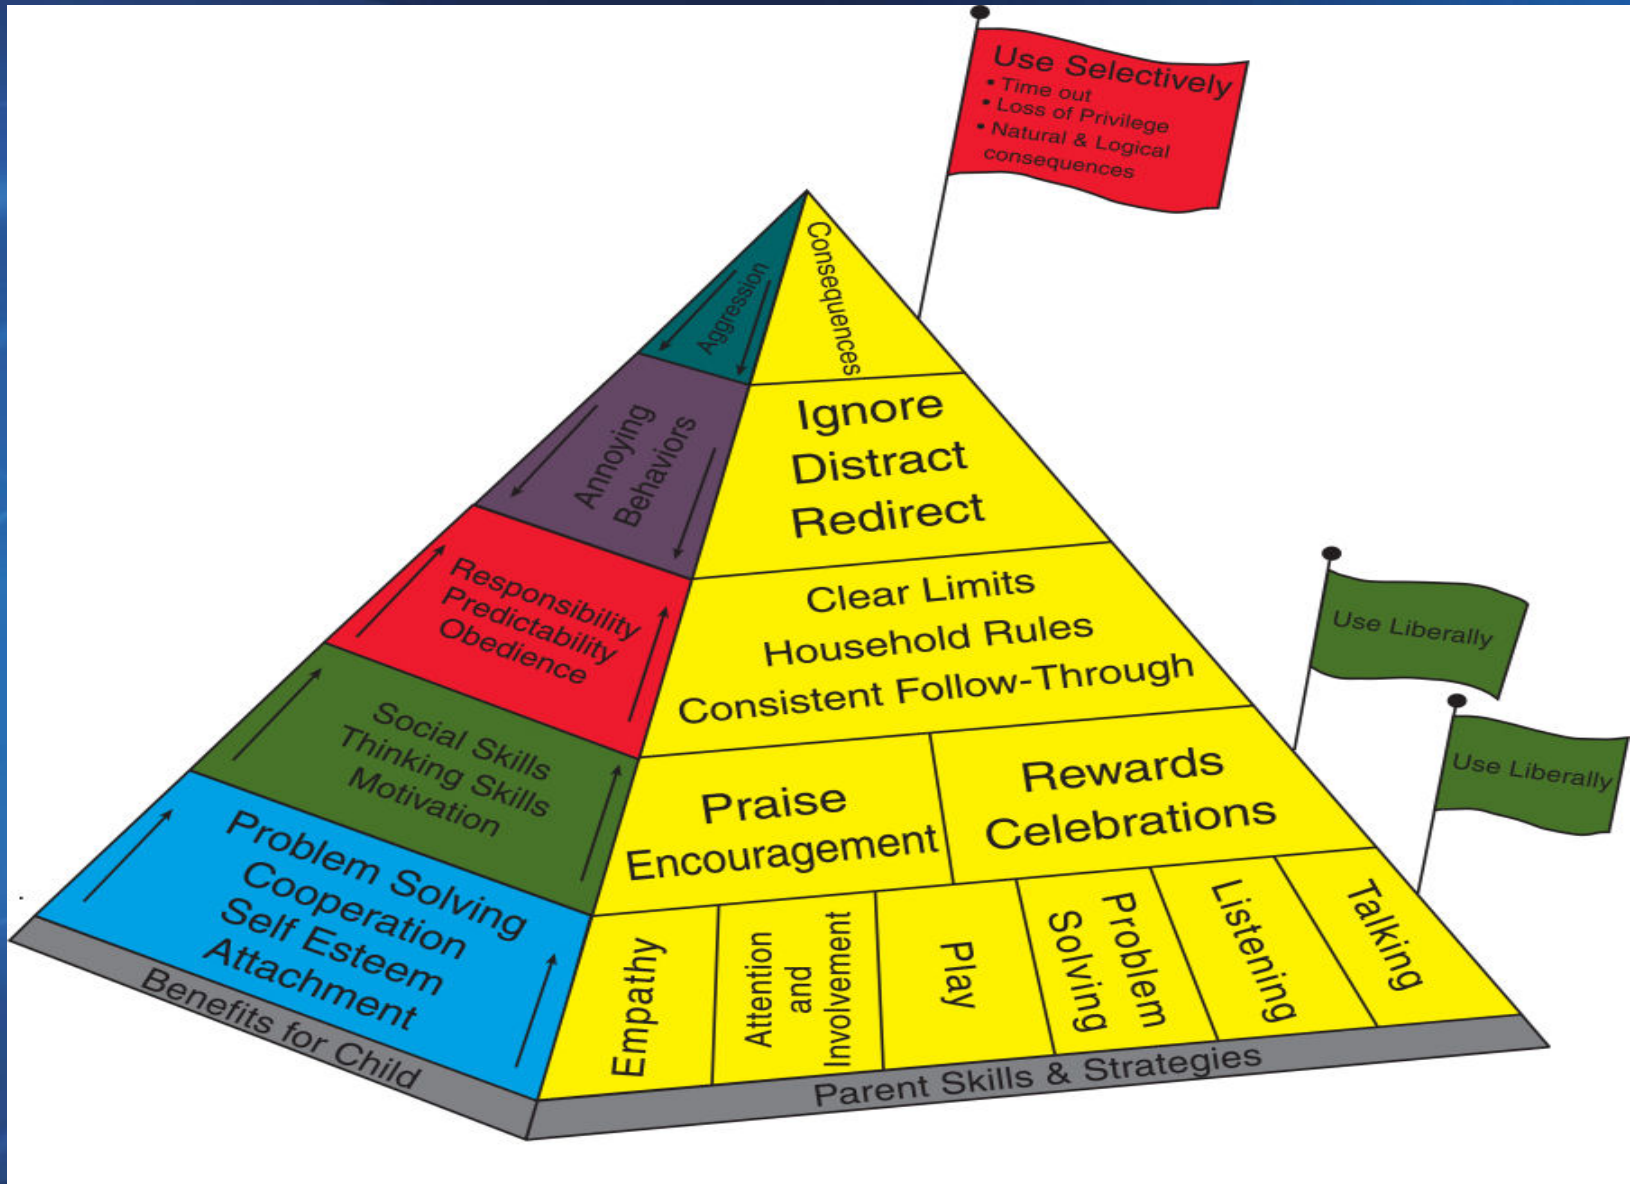 Use Selectively
• Time out
• Loss of Privilege
• Natural & Logical
consequences
Consequences
Aggression
Ignore
Distract
Redirect
Annoying
Behaviors
Clear Limits
Household Rules
Consistent Follow-Through
Responsibility
Predictability
Obedience
Use Liberally
Praise
Encouragement
Rewards
Celebrations
Social Skills
Thinking Skills
Motivation
Use Liberally
Problem Solving
Cooperation
Self Esteem
Attachment
Empathy
Attention
and
Involvement
Play
Problem
Solving
Listening
Talking
Benefits for Child
Parent Skills & Strategies